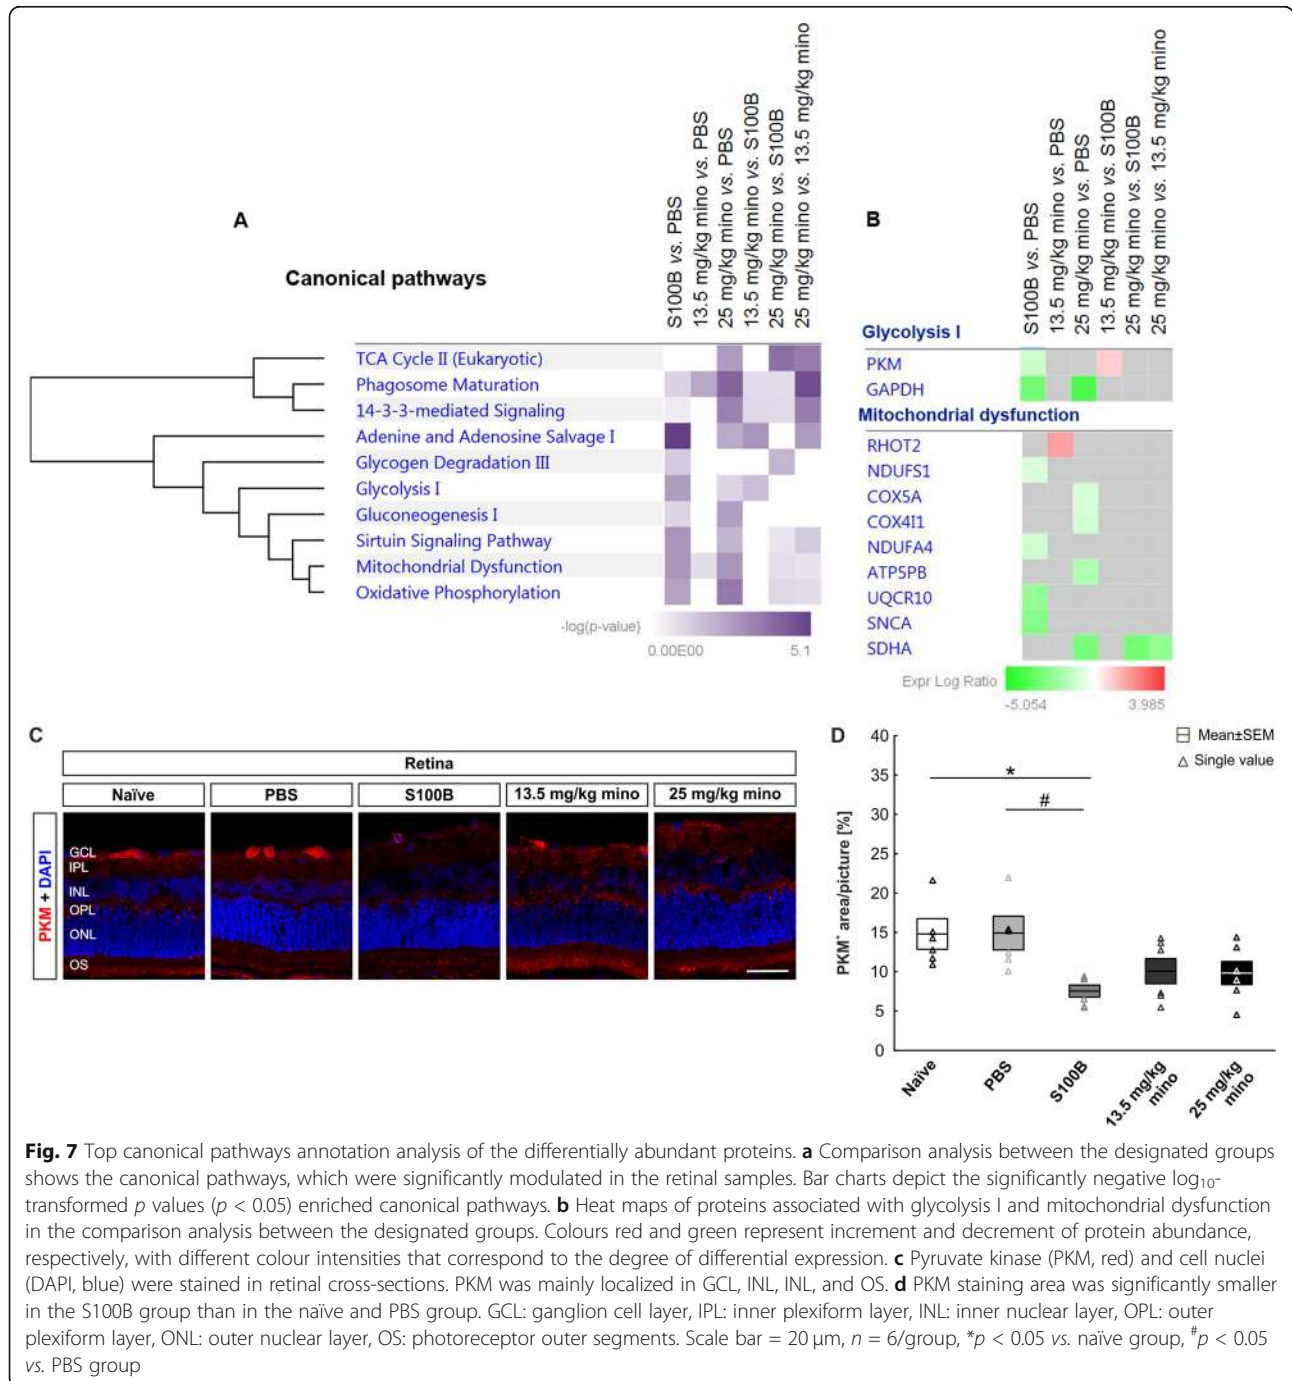 A
Canonical pathways
S100B vs. PBS
13.5 mg/kg mino vs. PBS
25 mg/kg mino vs. PBS
13.5 mg/kg mino vs. S100B
25 mg/kg mino vs. S100B
25 mg/kg mino vs. 13.5 mg/kg mino
TCA Cycle II (Eukaryotic)
Phagosome Maturation
14-3-3-mediated Signaling
Adenine and Adenosine Salvage I
Glycogen Degradation III
Glycolysis I
Gluconeogenesis I
Sirtuin Signaling Pathway
Mitochondrial Dysfunction
Oxidative Phosphorylation
-log(p-value)
0.00E00 5.1
B
S100B vs. PBS
13.5 mg/kg mino vs. PBS
25 mg/kg mino vs. PBS
13.5 mg/kg mino vs. S100B
25 mg/kg mino vs. S100B
25 mg/kg mino vs. 13.5 mg/kg mino
Glycolysis I
PKM
GAPDH
Mitochondrial dysfunction
RHOT2
NDUFS1
COX5A
COX4I1
NDUFA4
ATP5PB
UQCR10
SNCA
SDHA
Expr Log Ratio
-5.054 3.985
C
Retina
Naïve PBS S100B 13.5 mg/kg mino 25 mg/kg mino
PKM + DAPI
GCL
IPL
INL
OPL
ONL
OS
D
Mean±SEM
Single value
PKM+ area/picture [%]
40
35
30
25
20
15
10
5
0
*
#
Naïve
PBS
S100B
13.5 mg/kg
mino
25 mg/kg
mino
Fig. 7 Top canonical pathways annotation analysis of the differentially abundant proteins. a Comparison analysis between the designated groups
shows the canonical pathways, which were significantly modulated in the retinal samples. Bar charts depict the significantly negative log₁₀-
transformed p values (p < 0.05) enriched canonical pathways. b Heat maps of proteins associated with glycolysis I and mitochondrial dysfunction
in the comparison analysis between the designated groups. Colours red and green represent increment and decrement of protein abundance,
respectively, with different colour intensities that correspond to the degree of differential expression. c Pyruvate kinase (PKM, red) and cell nuclei
(DAPI, blue) were stained in retinal cross-sections. PKM was mainly localized in GCL, INL, INL, and OS. d PKM staining area was significantly smaller
in the S100B group than in the naïve and PBS group. GCL: ganglion cell layer, IPL: inner plexiform layer, INL: inner nuclear layer, OPL: outer
plexiform layer, ONL: outer nuclear layer, OS: photoreceptor outer segments. Scale bar = 20 μm, n = 6/group, *p < 0.05 vs. naïve group, #p < 0.05
vs. PBS group